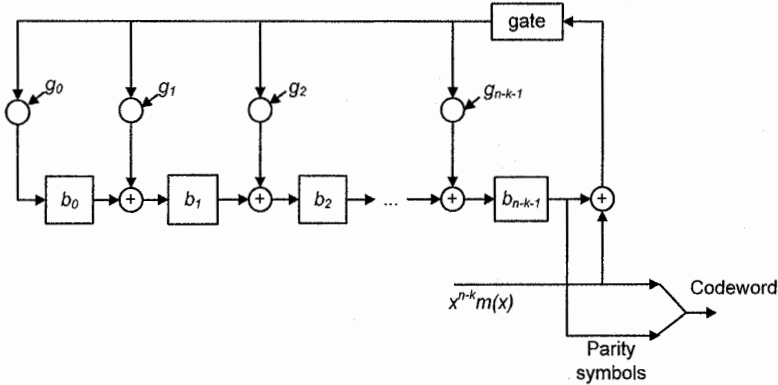 gate
g0
g1
g2
gn-k-1
b0
+
b1
+
b2
...
+
bn-k-1
+
xn-km(x)
Codeword
Parity
symbols